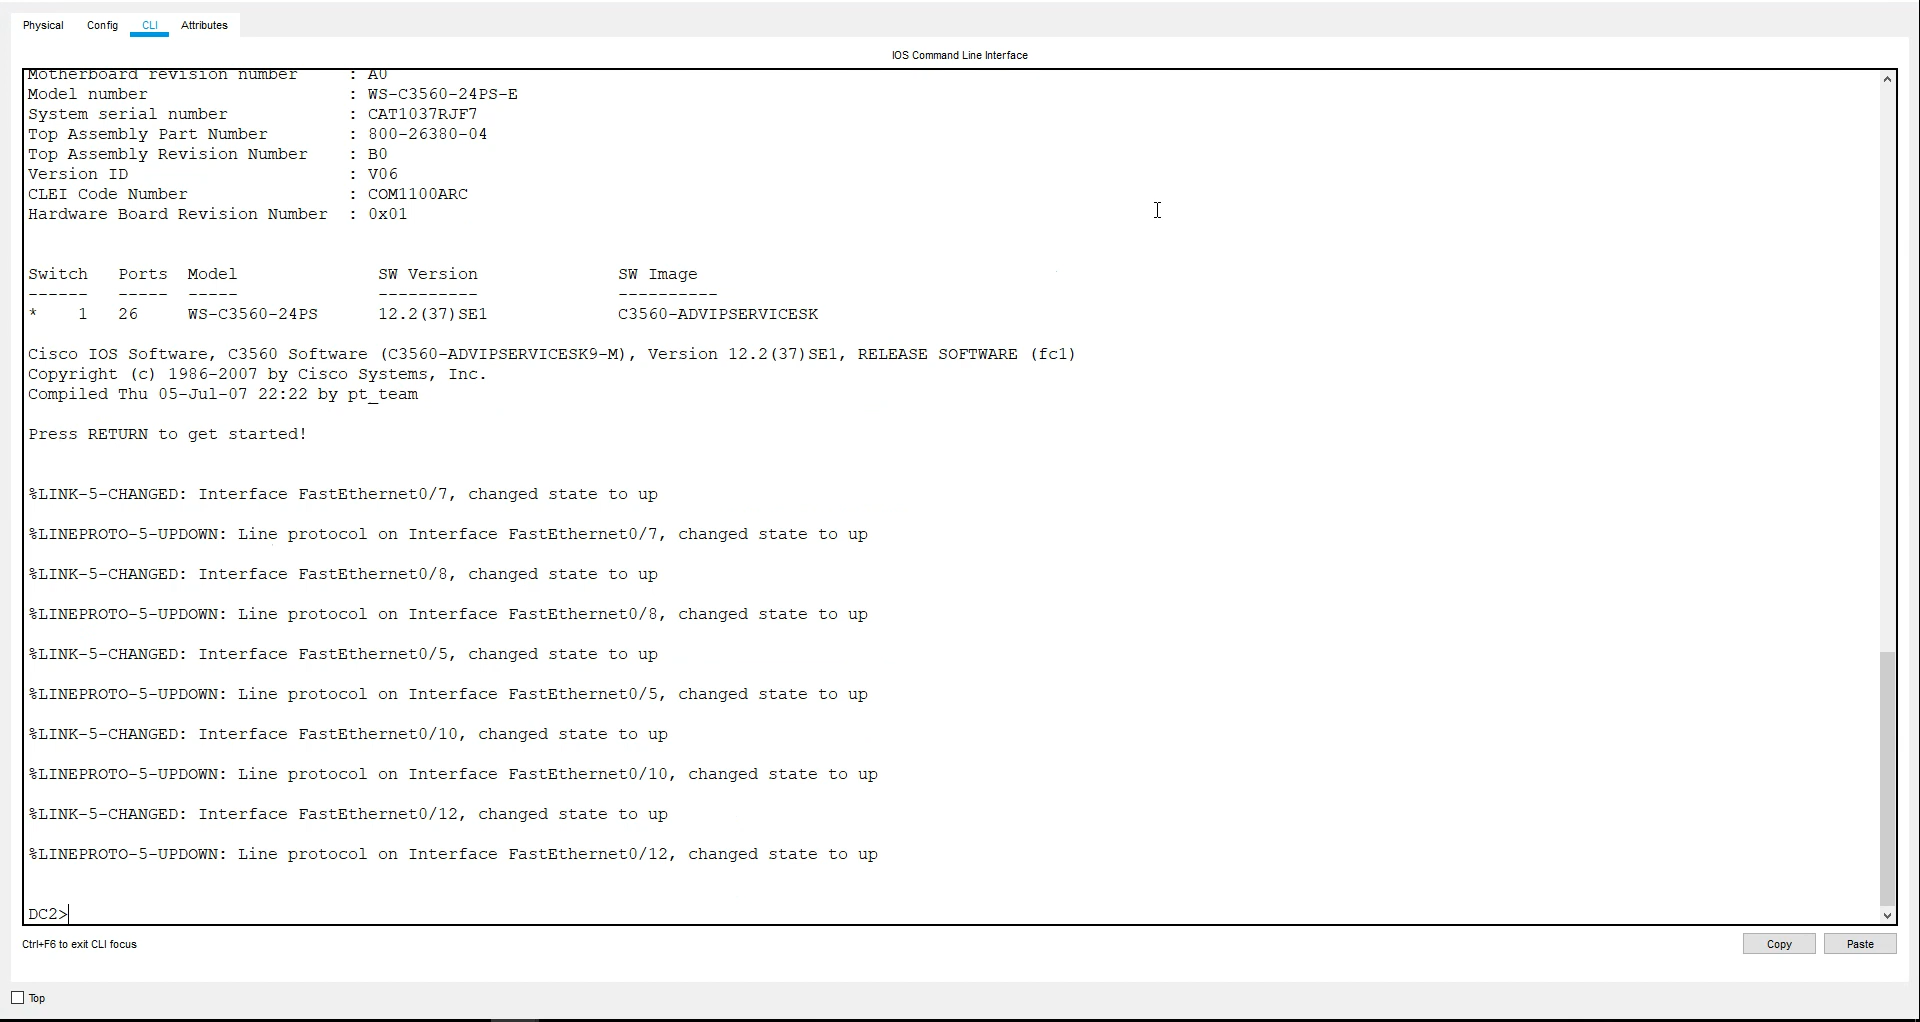 Physical Config CLI Attributes
IOS Command Line Interface
Motherboard revision number : A0
Model number : WS-C3560-24PS-E
System serial number : CAT1037RJF7
Top Assembly Part Number : 800-26380-04
Top Assembly Revision Number : B0
Version ID : V06
CLEI Code Number : COM1100ARC
Hardware Board Revision Number : 0x01
Switch Ports Model SW Version SW Image
------ ----- ----- ---------- ----------
* 1 26 WS-C3560-24PS 12.2(37)SE1 C3560-ADVIPSERVICESK
Cisco IOS Software, C3560 Software (C3560-ADVIPSERVICESK9-M), Version 12.2(37)SE1, RELEASE SOFTWARE (fc1)
Copyright (c) 1986-2007 by Cisco Systems, Inc.
Compiled Thu 05-Jul-07 22:22 by pt_team
Press RETURN to get started!
%LINK-5-CHANGED: Interface FastEthernet0/7, changed state to up
%LINEPROTO-5-UPDOWN: Line protocol on Interface FastEthernet0/7, changed state to up
%LINK-5-CHANGED: Interface FastEthernet0/8, changed state to up
%LINEPROTO-5-UPDOWN: Line protocol on Interface FastEthernet0/8, changed state to up
%LINK-5-CHANGED: Interface FastEthernet0/5, changed state to up
%LINEPROTO-5-UPDOWN: Line protocol on Interface FastEthernet0/5, changed state to up
%LINK-5-CHANGED: Interface FastEthernet0/10, changed state to up
%LINEPROTO-5-UPDOWN: Line protocol on Interface FastEthernet0/10, changed state to up
%LINK-5-CHANGED: Interface FastEthernet0/12, changed state to up
%LINEPROTO-5-UPDOWN: Line protocol on Interface FastEthernet0/12, changed state to up
DC2>
Ctrl+F6 to exit CLI focus
Copy Paste
Top